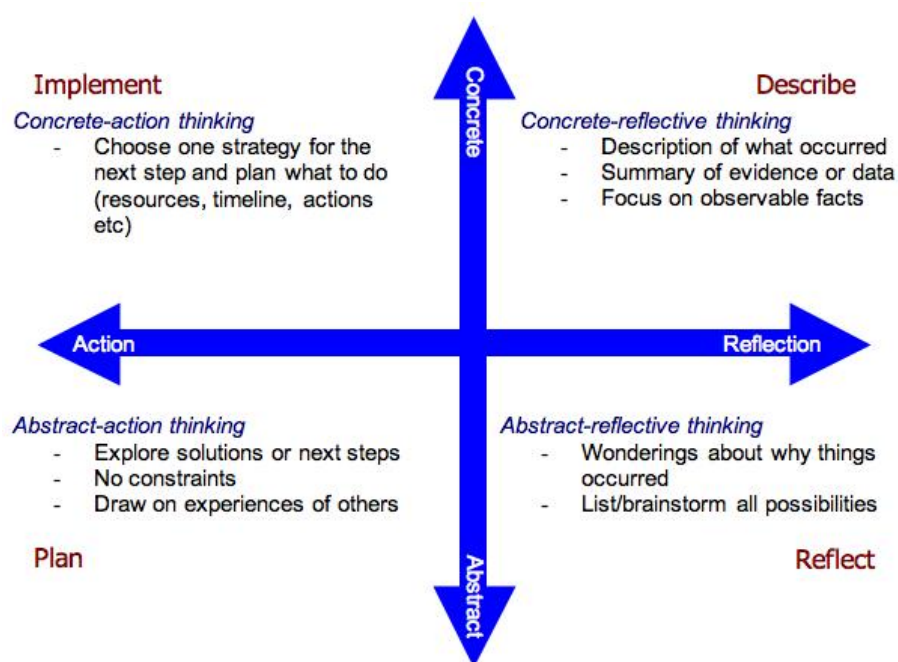 Concrete
Implement
Concrete-action thinking
- Choose one strategy for the
next step and plan what to do
(resources, timeline, actions
etc)
Describe
Concrete-reflective thinking
- Description of what occurred
- Summary of evidence or data
- Focus on observable facts
Action
Reflection
Abstract-action thinking
- Explore solutions or next steps
- No constraints
- Draw on experiences of others
Plan
Abstract-reflective thinking
- Wonderings about why things
occurred
- List/brainstorm all possibilities
Reflect
Abstract